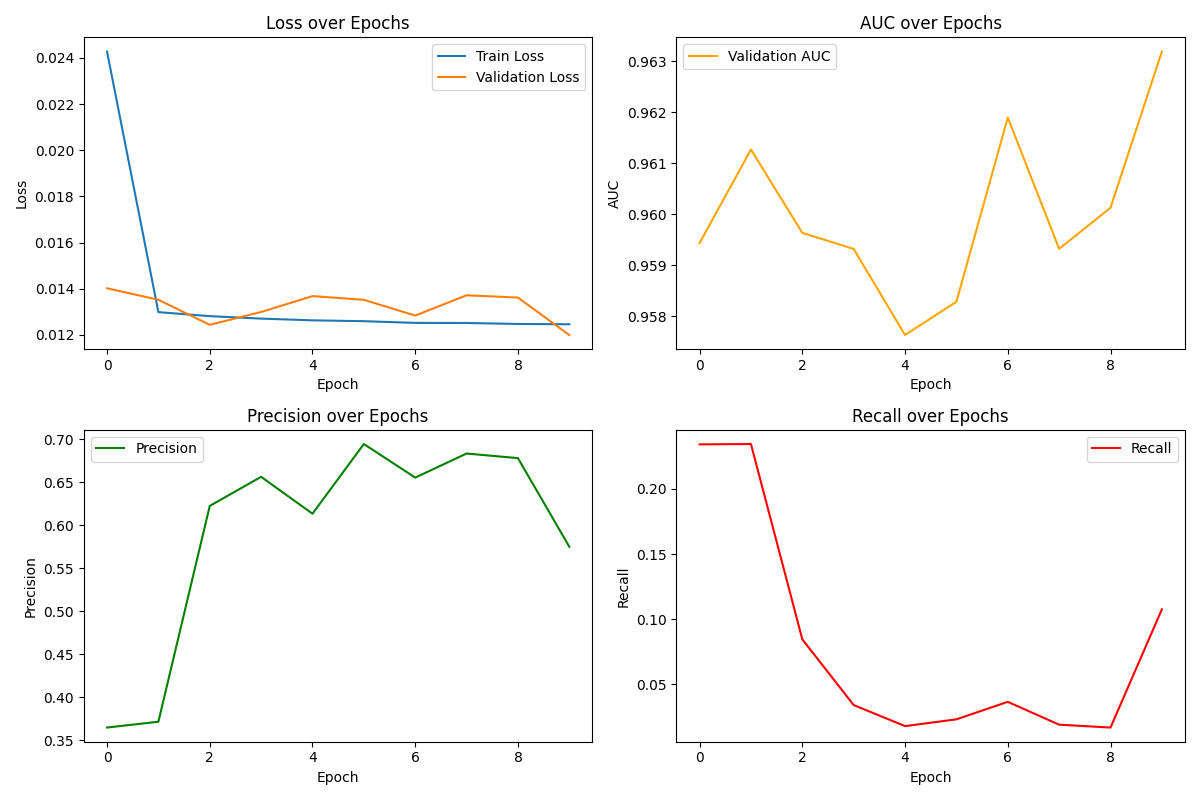 Loss over Epochs
0.024
0.022
0.020
0.018
0.016
0.014
0.012
Loss
Train Loss
Validation Loss
0 2 4 6 8
Epoch
AUC over Epochs
0.963
0.962
0.961
0.960
0.959
0.958
AUC
Validation AUC
0 2 4 6 8
Epoch
Precision over Epochs
0.70
0.65
0.60
0.55
0.50
0.45
0.40
0.35
Precision
Precision
0 2 4 6 8
Epoch
Recall over Epochs
0.20
0.15
0.10
0.05
Recall
Recall
0 2 4 6 8
Epoch